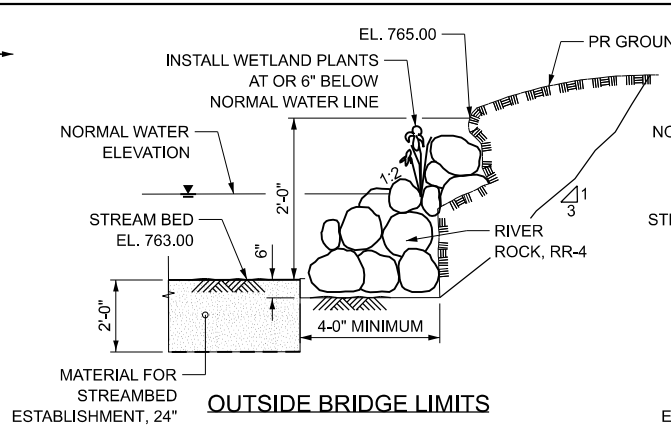 EL. 765.00
PR GROUN
INSTALL WETLAND PLANTS
AT OR 6" BELOW
NORMAL WATER LINE
NORMAL WATER
ELEVATION
NO
1:2
2'-0"
1
3
STREAM BED
EL. 763.00
STR
6"
RIVER
ROCK, RR-4
2'-0"
4-0" MINIMUM
MATERIAL FOR
STREAMBED
ESTABLISHMENT, 24"
OUTSIDE BRIDGE LIMITS
E